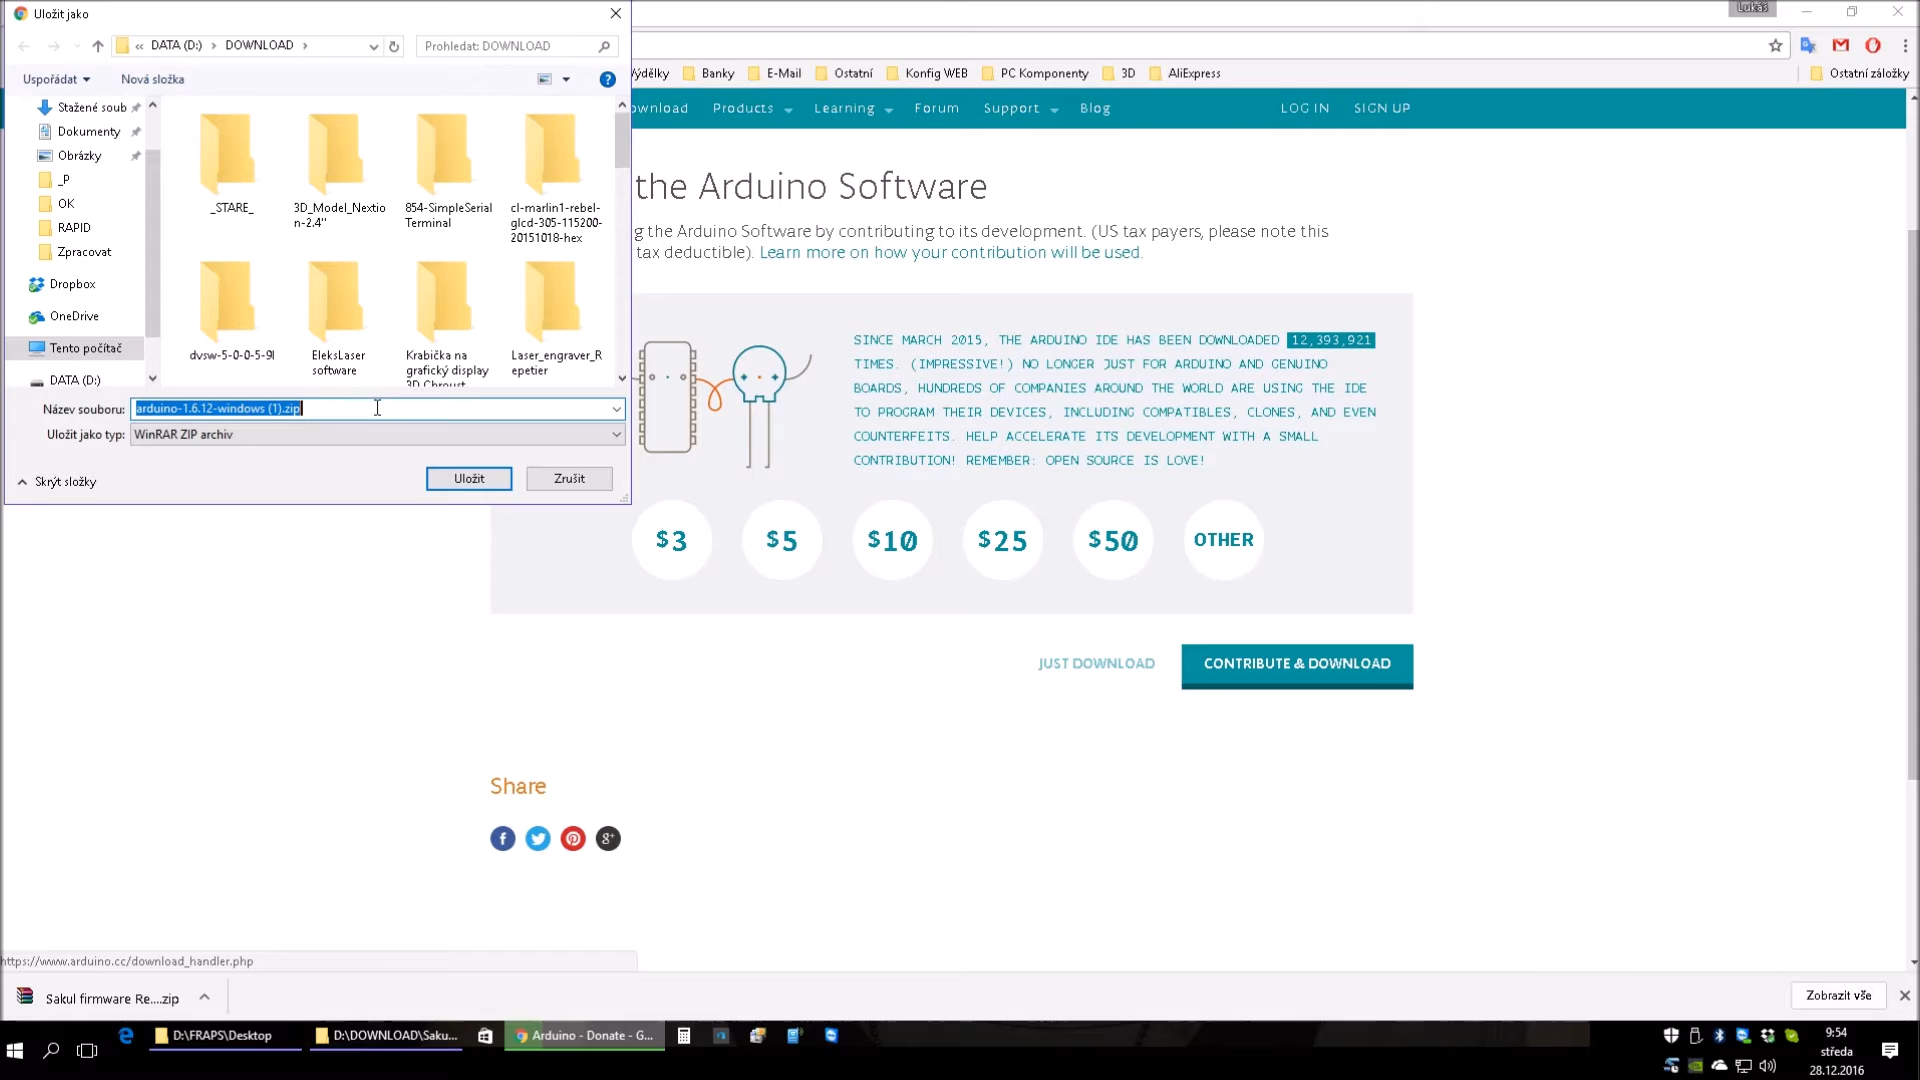 Uložit jako
Lukáš
« DATA (D:) › DOWNLOAD ›
Prohledat: DOWNLOAD
Uspořádat
Nová složka
Výdělky
Banky
E-Mail
Ostatní
Konfig WEB
PC Komponenty
3D
AliExpress
Ostatní záložky
Stažené soub
Dokumenty
Obrázky
_P
OK
RAPID
Zpracovat
Dropbox
OneDrive
Tento počítač
DATA (D:)
_STARE_
3D_Model_Nextio
n-2.4"
854-SimpleSerial
Terminal
cl-marlin1-rebel-
glcd-305-115200-
20151018-hex
dvsw-5-0-0-5-9l
EleksLaser
software
Krabička na
grafický display
3D Chroust
Laser_engraver_R
epetier
Název souboru:
arduino-1.6.12-windows (1).zip
Uložit jako typ:
WinRAR ZIP archiv
Skrýt složky
Uložit
Zrušit
ownload
Products
Learning
Forum
Support
Blog
LOG IN
SIGN UP
the Arduino Software
g the Arduino Software by contributing to its development. (US tax payers, please note this
tax deductible). Learn more on how your contribution will be used.
SINCE MARCH 2015, THE ARDUINO IDE HAS BEEN DOWNLOADED 12,393,921
TIMES. (IMPRESSIVE!) NO LONGER JUST FOR ARDUINO AND GENUINO
BOARDS, HUNDREDS OF COMPANIES AROUND THE WORLD ARE USING THE IDE
TO PROGRAM THEIR DEVICES, INCLUDING COMPATIBLES, CLONES, AND EVEN
COUNTERFEITS. HELP ACCELERATE ITS DEVELOPMENT WITH A SMALL
CONTRIBUTION! REMEMBER: OPEN SOURCE IS LOVE!
$3
$5
$10
$25
$50
OTHER
JUST DOWNLOAD
CONTRIBUTE & DOWNLOAD
Share
https://www.arduino.cc/download_handler.php
Sakul firmware Re....zip
Zobrazit vše
D:\FRAPS\Desktop
D:\DOWNLOAD\Saku...
Arduino - Donate - G...
9:54
středa
28.12.2016